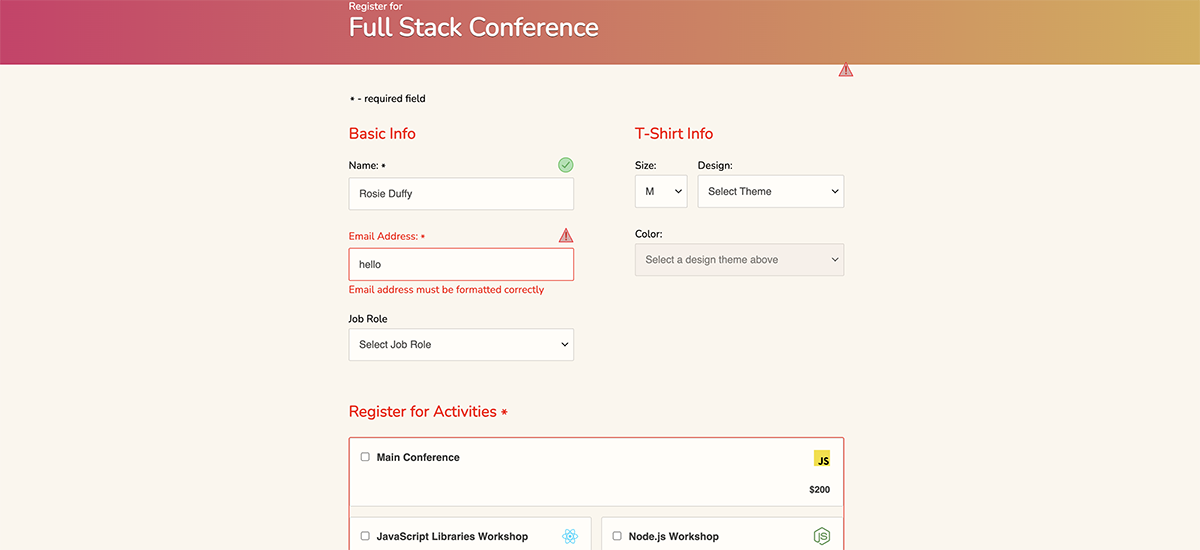 Register for
Full Stack Conference
* - required field
Basic Info
Name: *
Rosie Duffy
Email Address: *
hello
Email address must be formatted correctly
Job Role
Select Job Role
T-Shirt Info
Size:
Design:
M
Select Theme
Color:
Select a design theme above
Register for Activities *
Main Conference
JS
$200
JavaScript Libraries Workshop
Node.js Workshop
JS